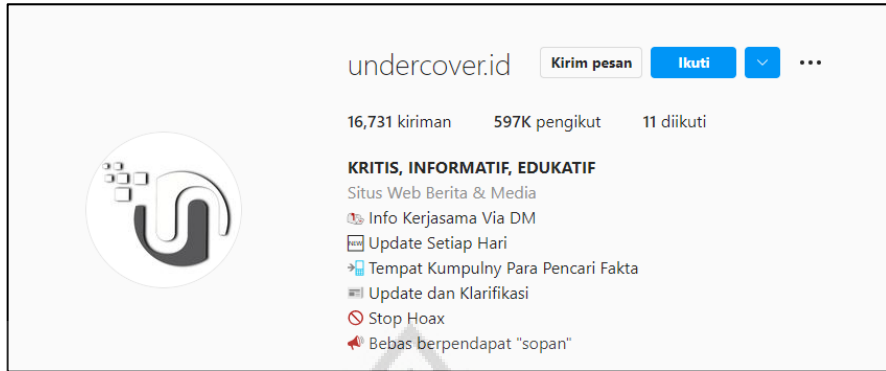 undercover.id Kirim pesan Ikuti
16,731 kiriman 597K pengikut 11 diikuti
KRITIS, INFORMATIF, EDUKATIF
Situs Web Berita & Media
Info Kerjasama Via DM
NEW Update Setiap Hari
Tempat Kumpulny Para Pencari Fakta
Update dan Klarifikasi
Stop Hoax
Bebas berpendapat "sopan"